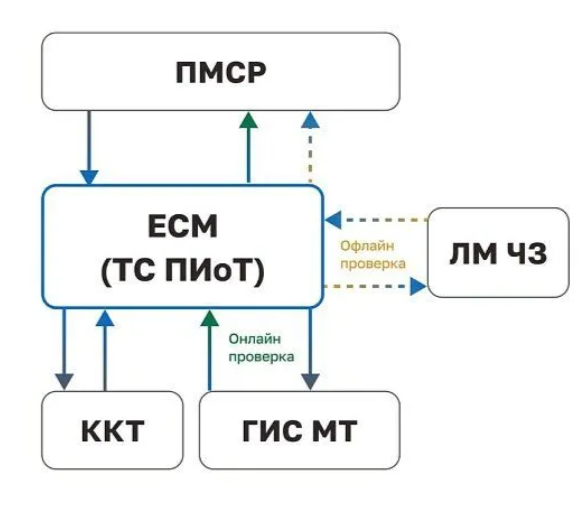 ПМСР
ЕСМ
(ТС ПИоТ)
Офлайн
проверка
ЛМ ЧЗ
Онлайн
проверка
ККТ
ГИС МТ